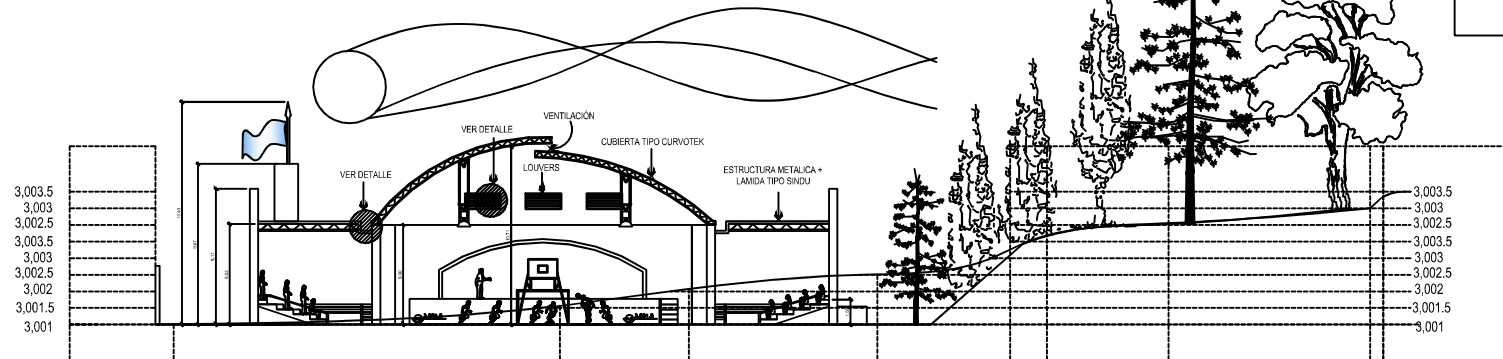 VENTILACIÓN
VER DETALLE
CUBIERTA TIPO CURVOTEK
LOUVERS
VER DETALLE
ESTRUCTURA METALICA +
LAMIDA TIPO SINDU
3,003.5
3,003
3,002.5
3,003.5
3,003
3,002.5
3,002
3,001.5
3,001
3,003.5
3,003
3,002.5
3,003.5
3,003
3,002.5
3,002
3,001.5
3,001